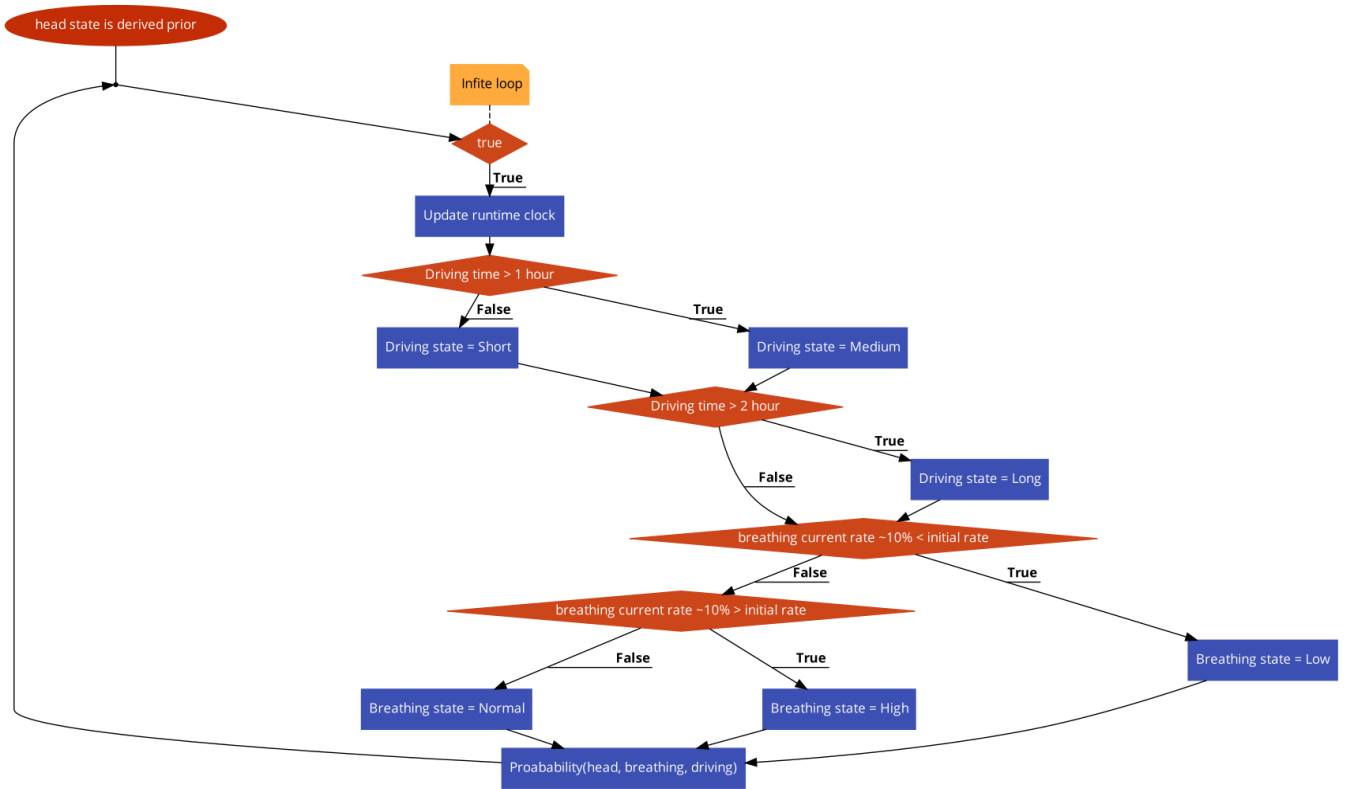 head state is derived prior
Infite loop
true
True
Update runtime clock
Driving time > 1 hour
False
True
Driving state = Short
Driving state = Medium
Driving time > 2 hour
True
False
Driving state = Long
breathing current rate ~10% < initial rate
False
True
breathing current rate ~10% > initial rate
False
True
Breathing state = Low
Breathing state = Normal
Breathing state = High
Proabability(head, breathing, driving)